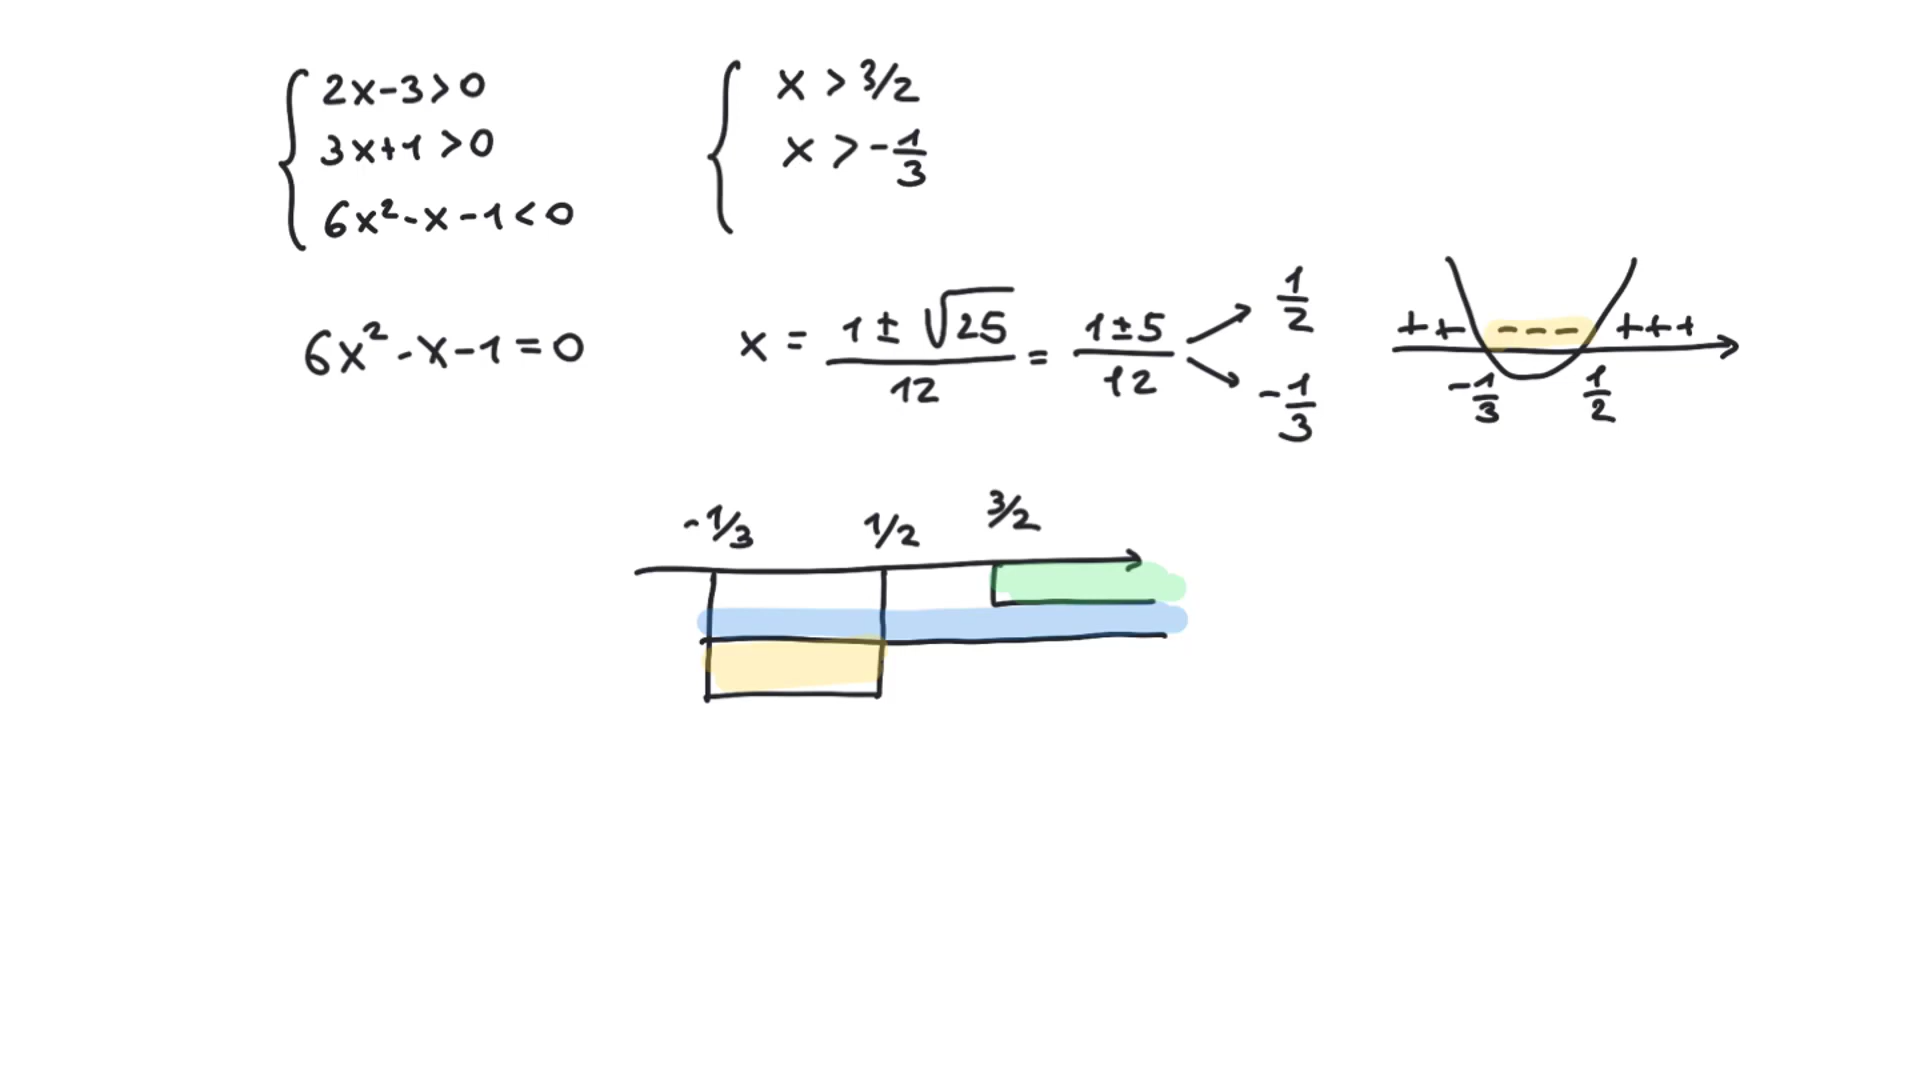 2x-3>0
3x+1>0
6x²-x-1<0
x > 3/2
x > -1/3
6x²-x-1=0
x = (1 ± √25)/12 = (1±5)/12
1/2
-1/3
++ ---- +++
-1/3 1/2
-1/3 1/2 3/2